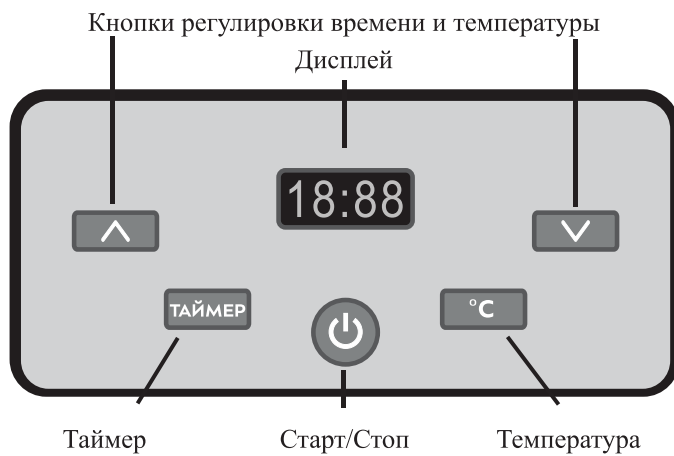 Кнопки регулировки времени и температуры
Дисплей
18:88
ТАЙМЕР
°C
Таймер
Старт/Стоп
Температура